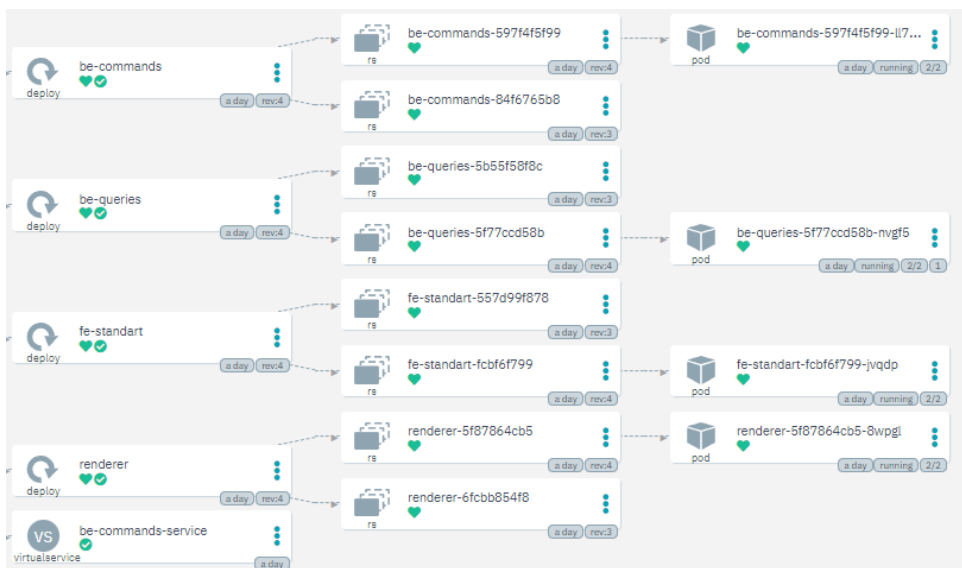 be-commands
deploy
a day rev:4
be-commands-597f4f5f99
rs
a day rev:4
be-commands-597f4f5f99-ll7...
pod
a day running 2/2
be-commands-84f6765b8
rs
a day rev:3
be-queries
deploy
a day rev:4
be-queries-5b55f58f8c
rs
a day rev:3
be-queries-5f77ccd58b
rs
a day rev:4
be-queries-5f77ccd58b-nvgf5
pod
a day running 2/2 1
fe-standart
deploy
a day rev:4
fe-standart-557d99f878
rs
a day rev:3
fe-standart-fcbf6f799
rs
a day rev:4
fe-standart-fcbf6f799-jvqdp
pod
a day running 2/2
renderer
deploy
a day rev:4
renderer-5f87864cb5
rs
a day rev:4
renderer-5f87864cb5-8wpgl
pod
a day running 2/2
renderer-6fcbb854f8
rs
a day rev:3
VS
be-commands-service
virtualservice
a day